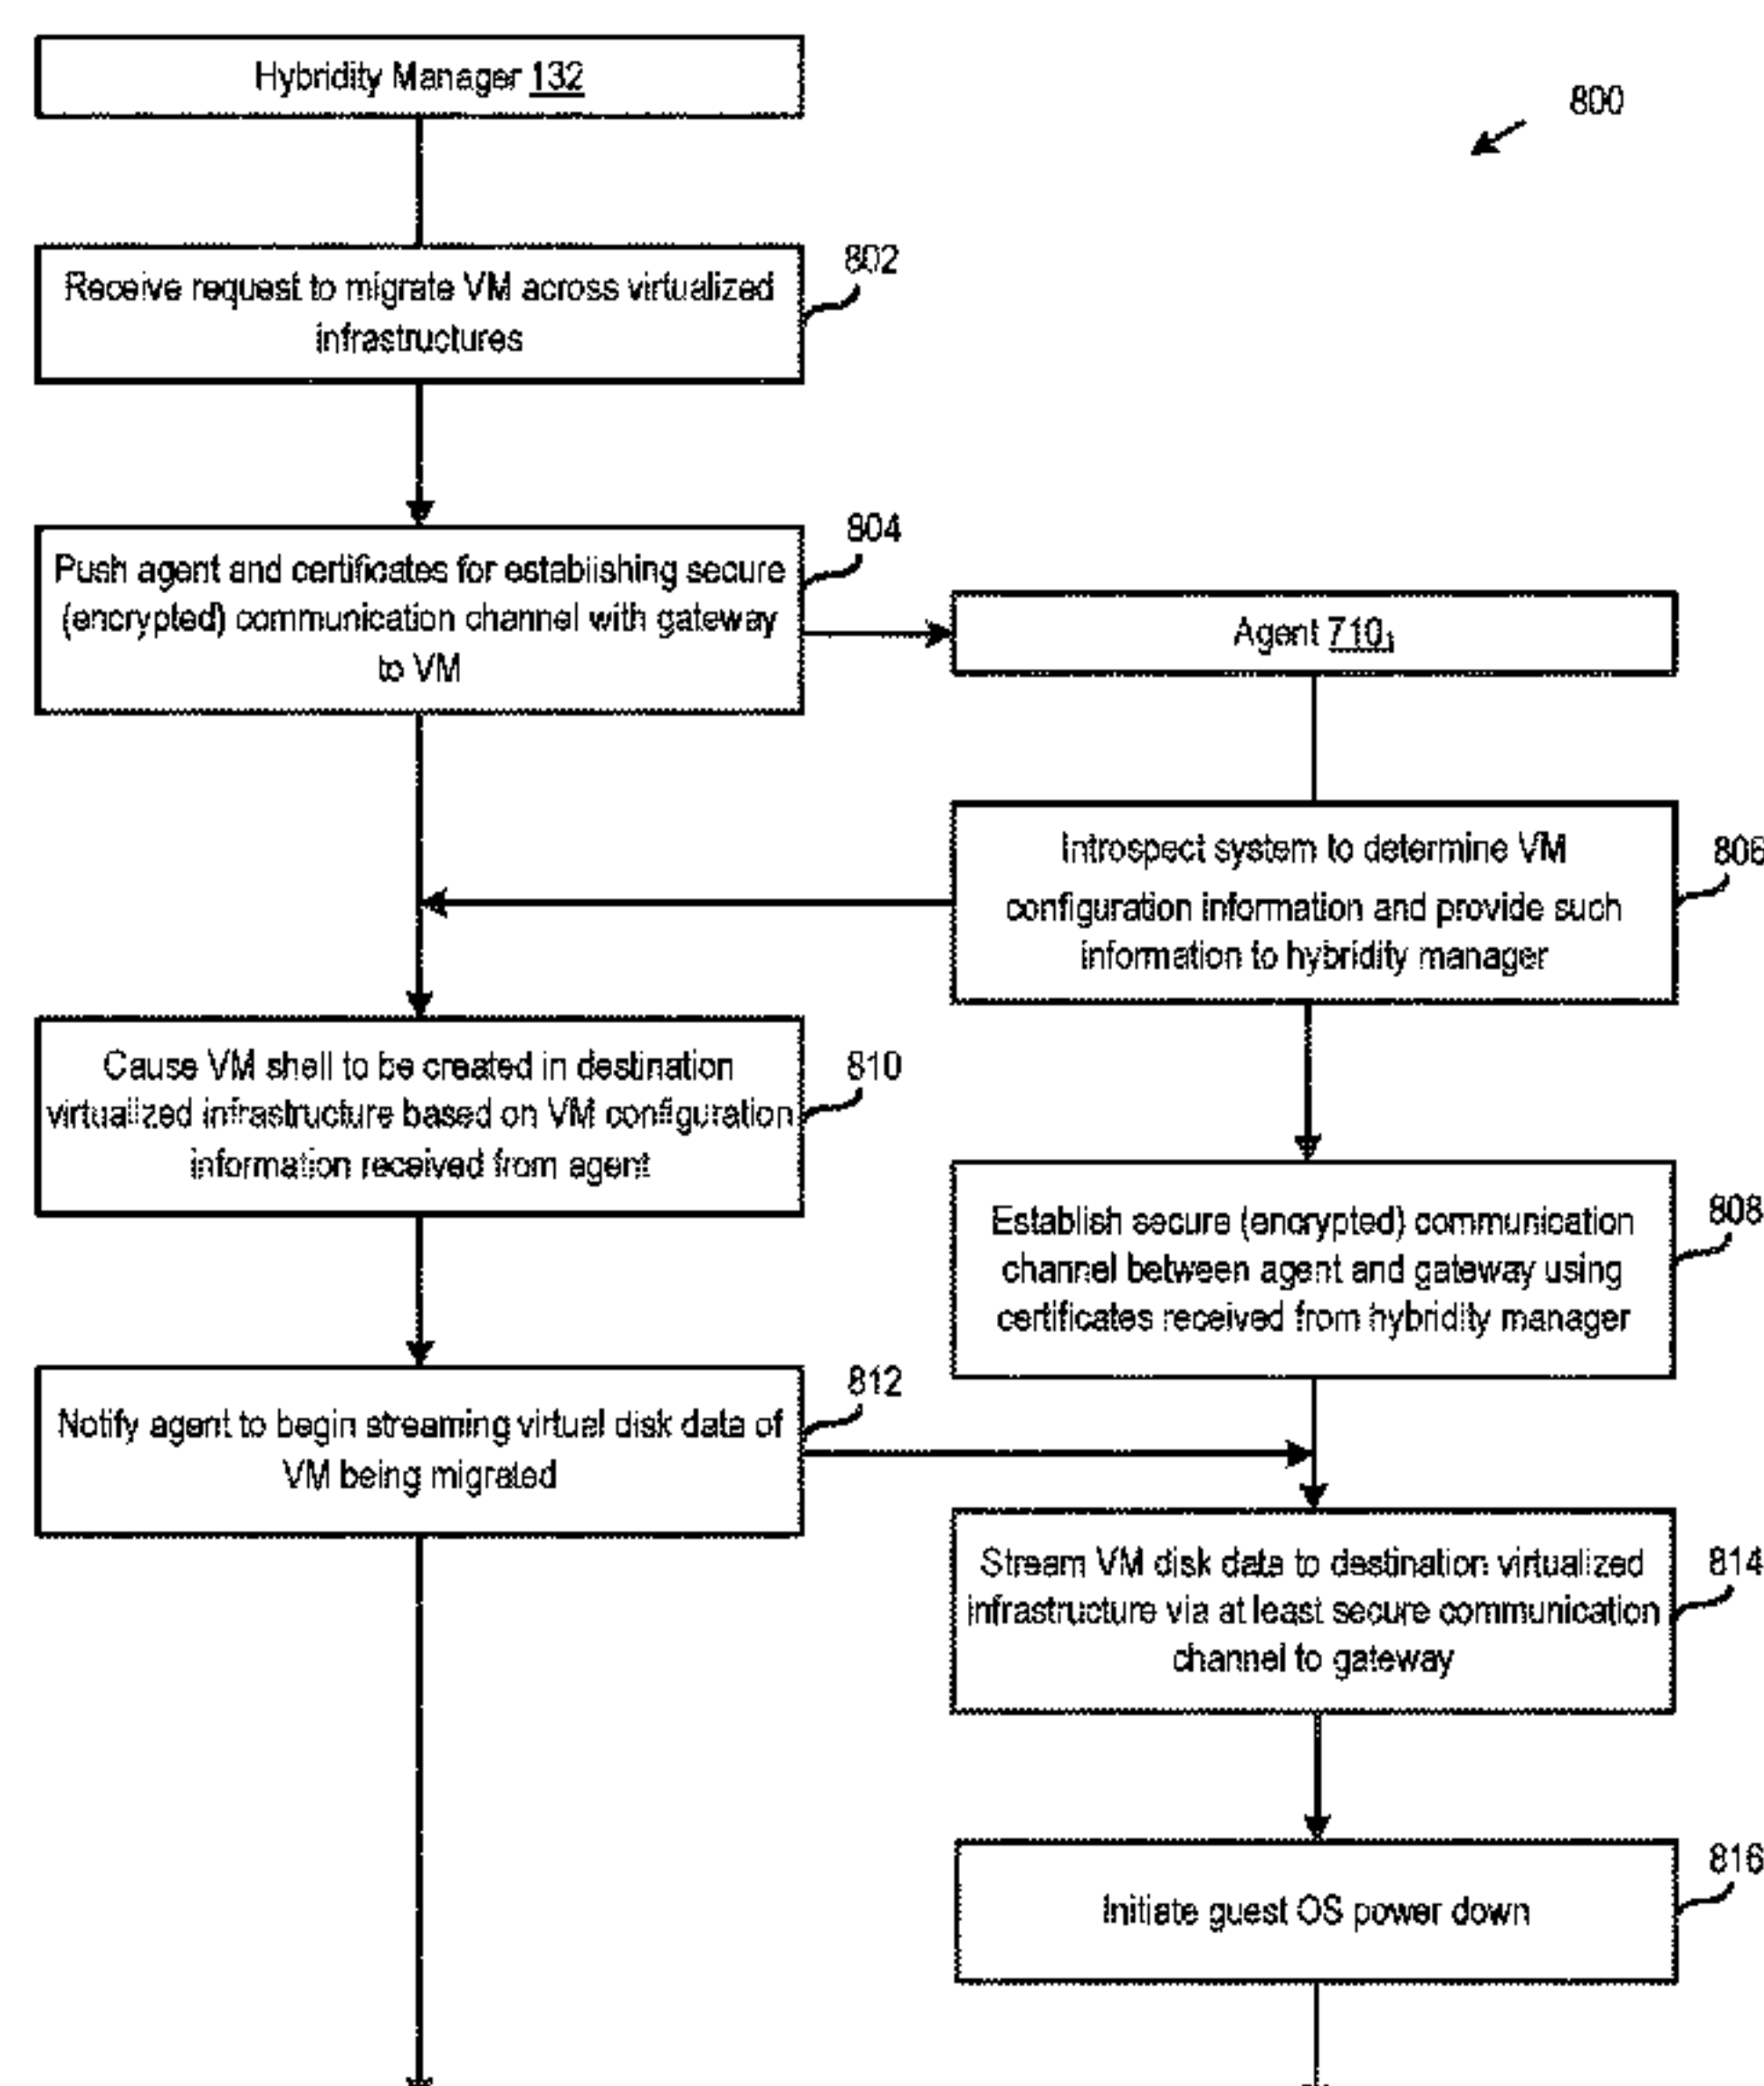 Hybridity Manager 132
800
Receive request to migrate VM across virtualized
infrastructures
802
Push agent and certificates for establishing secure
(encrypted) communication channel with gateway
to VM
804
Agent 710₁
Introspect system to determine VM
configuration information and provide such
information to hybridity manager
806
Cause VM shell to be created in destination
virtualized infrastructure based on VM configuration
information received from agent
810
Establish secure (encrypted) communication
channel between agent and gateway using
certificates received from hybridity manager
808
Notify agent to begin streaming virtual disk data of
VM being migrated
812
Stream VM disk data to destination virtualized
infrastructure via at least secure communication
channel to gateway
814
Initiate guest OS power down
816